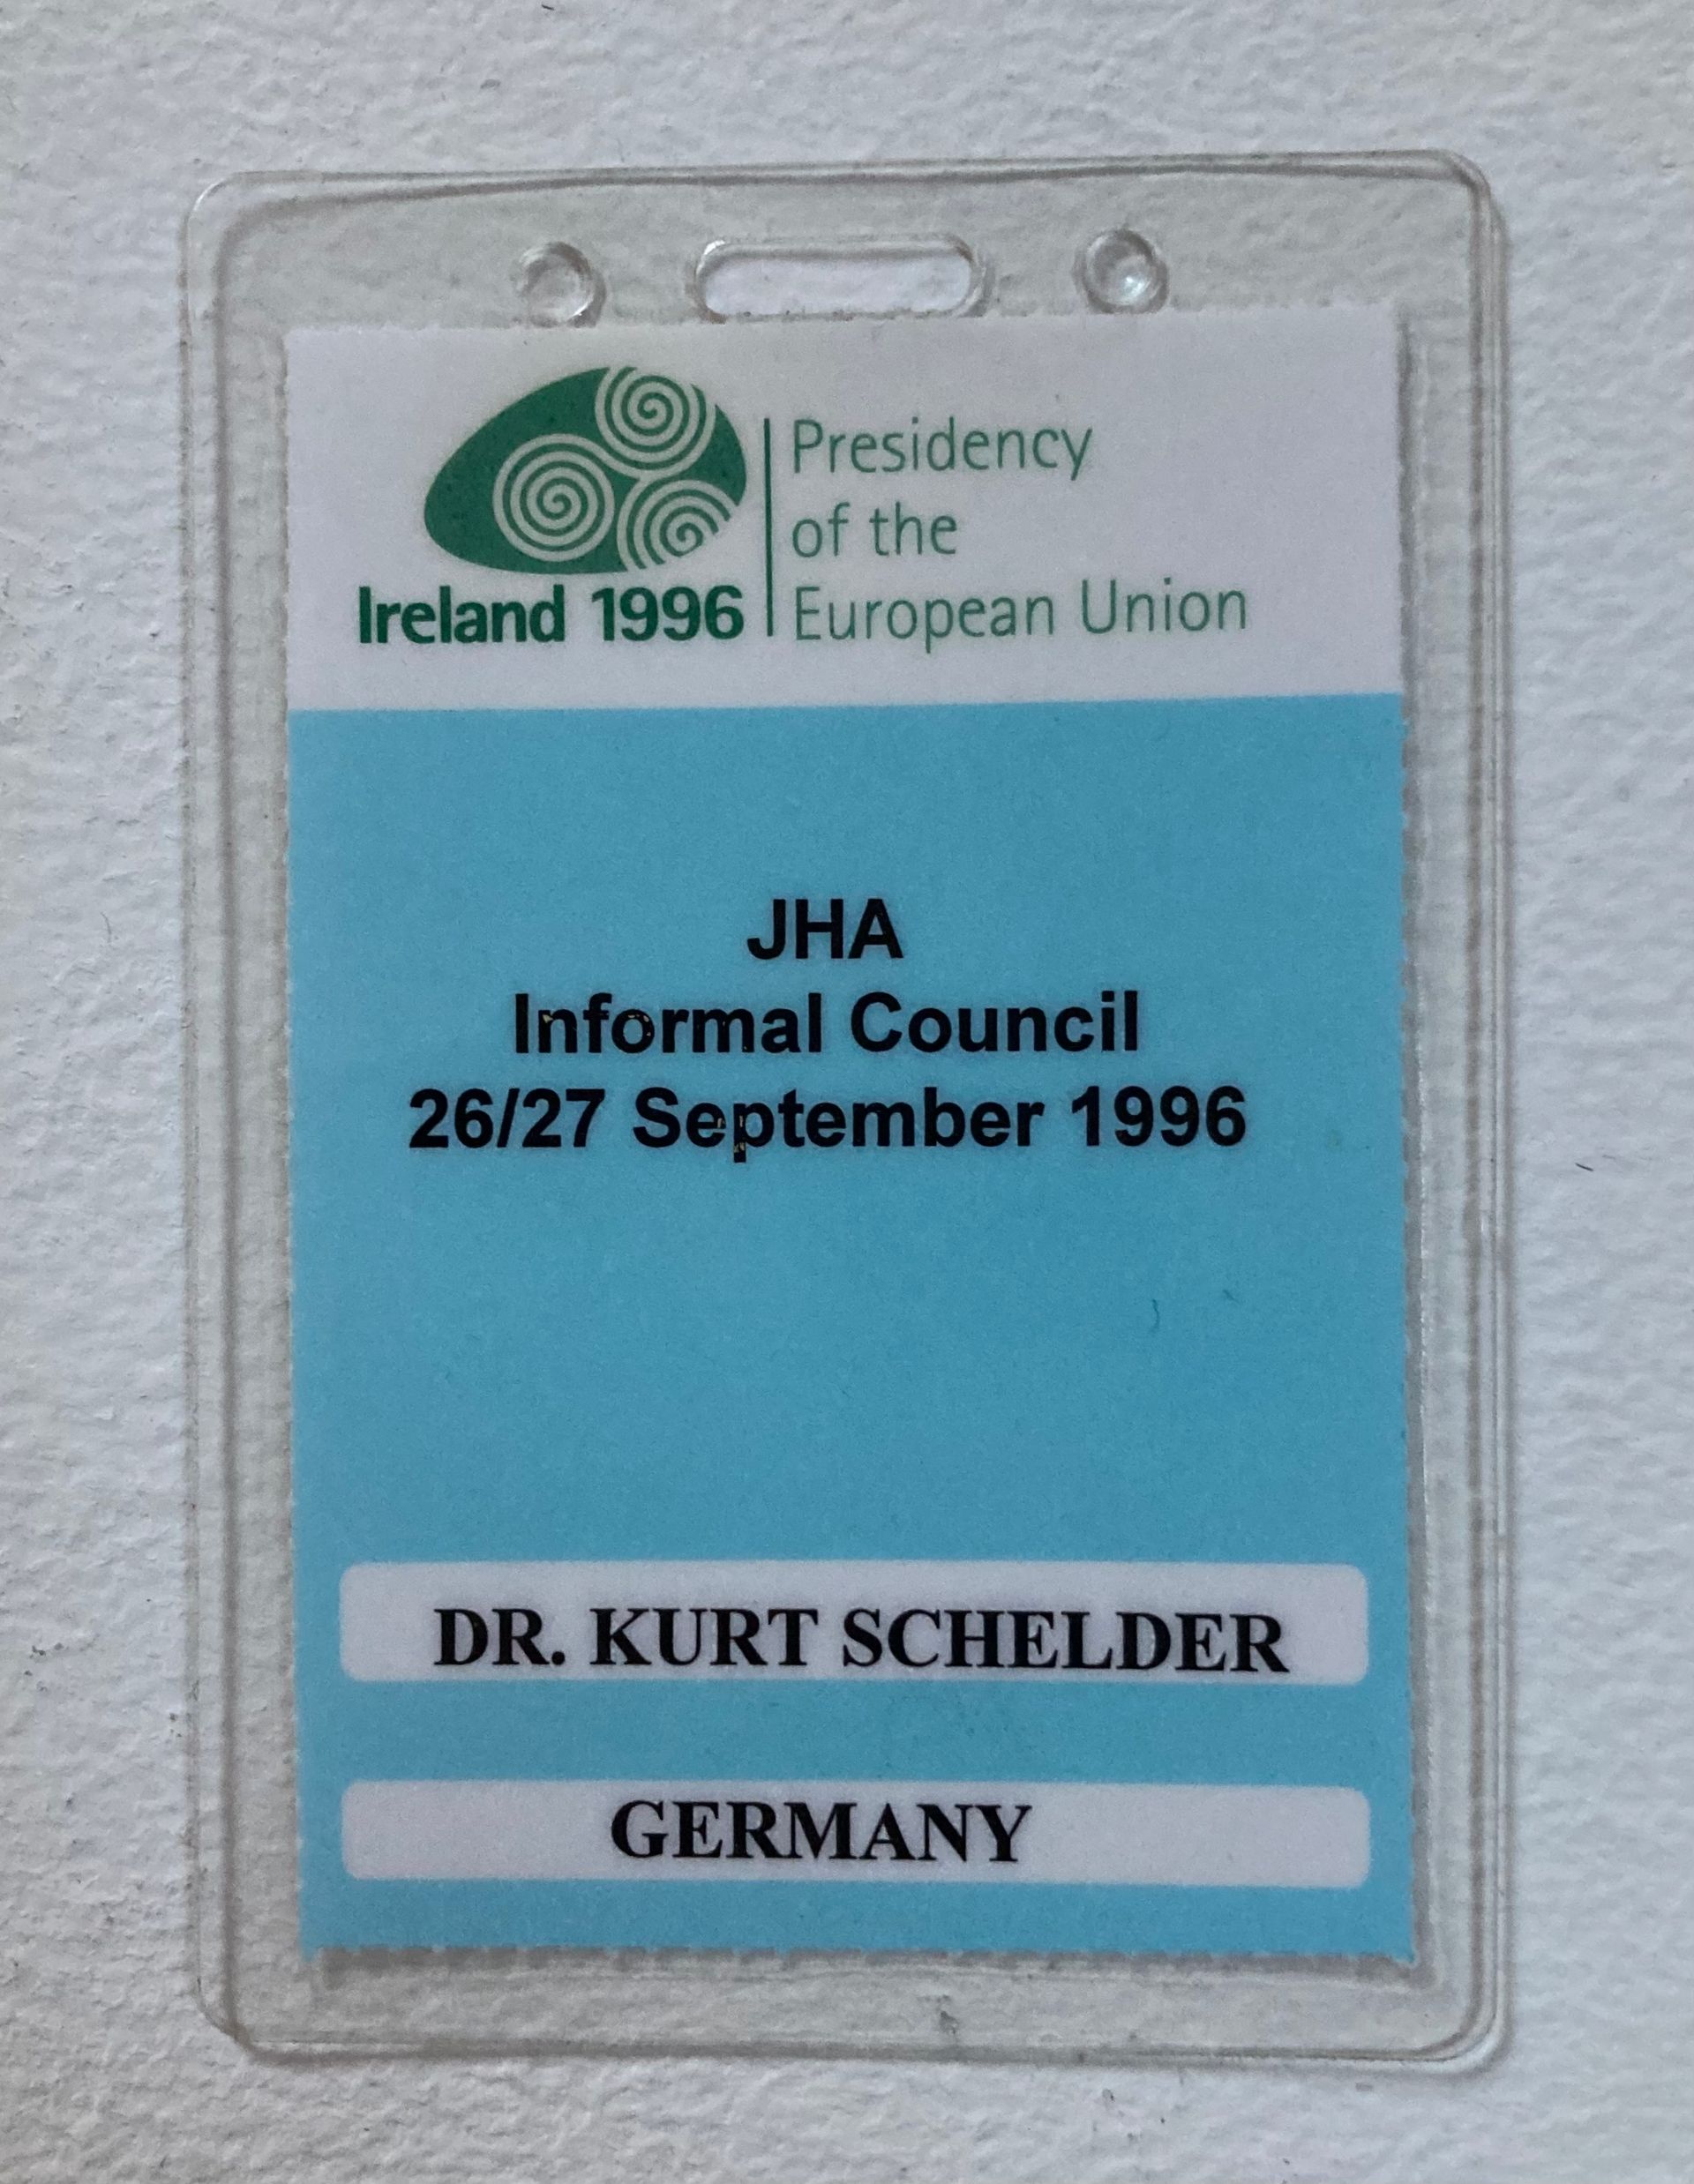 Ireland 1996
Presidency
of the
European Union
JHA
Informal Council
26/27 September 1996
DR. KURT SCHELDER
GERMANY